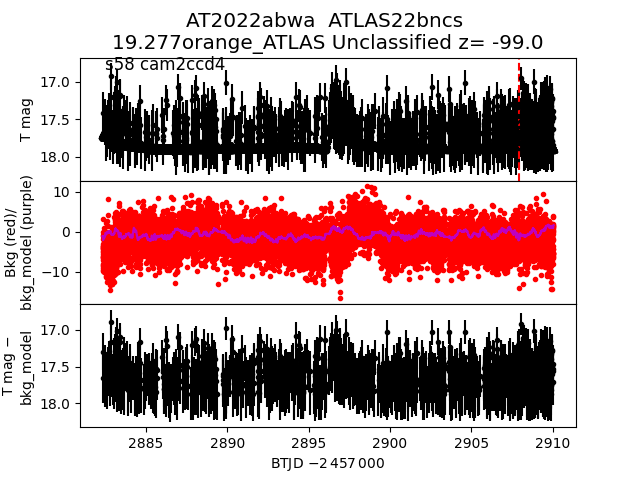 AT2022abwa  ATLAS22bncs
19.277orange_ATLAS Unclassified z= -99.0
s58 cam2ccd4
T mag
17.0
17.5
18.0
Bkg (red)/
bkg_model (purple)
10
0
−10
T mag −
bkg_model
17.0
17.5
18.0
2885
2890
2895
2900
2905
2910
BTJD −2 457 000